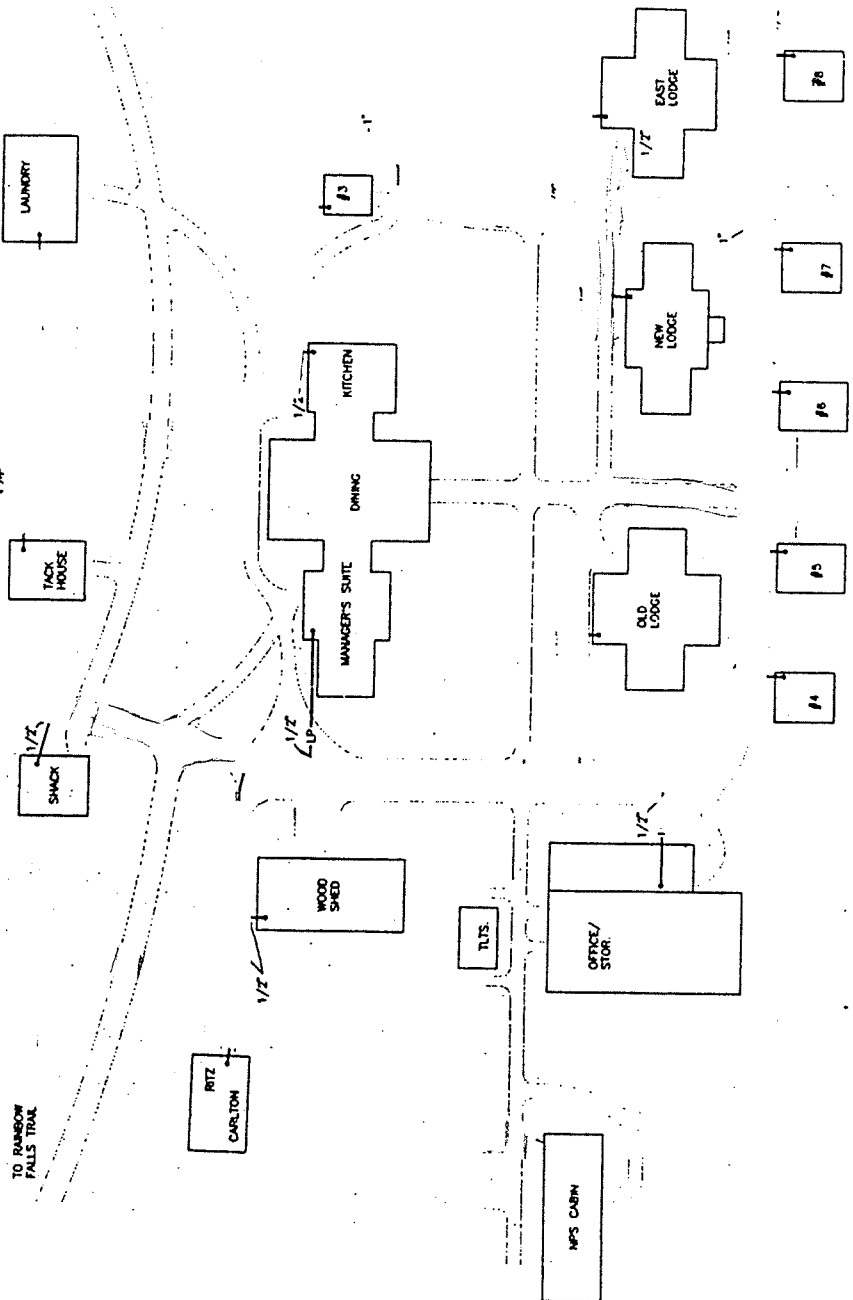 TO RAINBOW
FALLS TRAIL
SHACK
1/2"
TACK
HOUSE
LAUNDRY
RITZ
CARLTON
1/2"
WOOD
SHED
1/2"
LP
MANAGER'S SUITE
DINING
KITCHEN
1/2"
#3
1"
NPS CABIN
TLTS.
OFFICE/
STOR.
1/2"
OLD
LODGE
NEW
LODGE
1"
EAST
LODGE
1/2"
#4
#5
#6
#7
#8